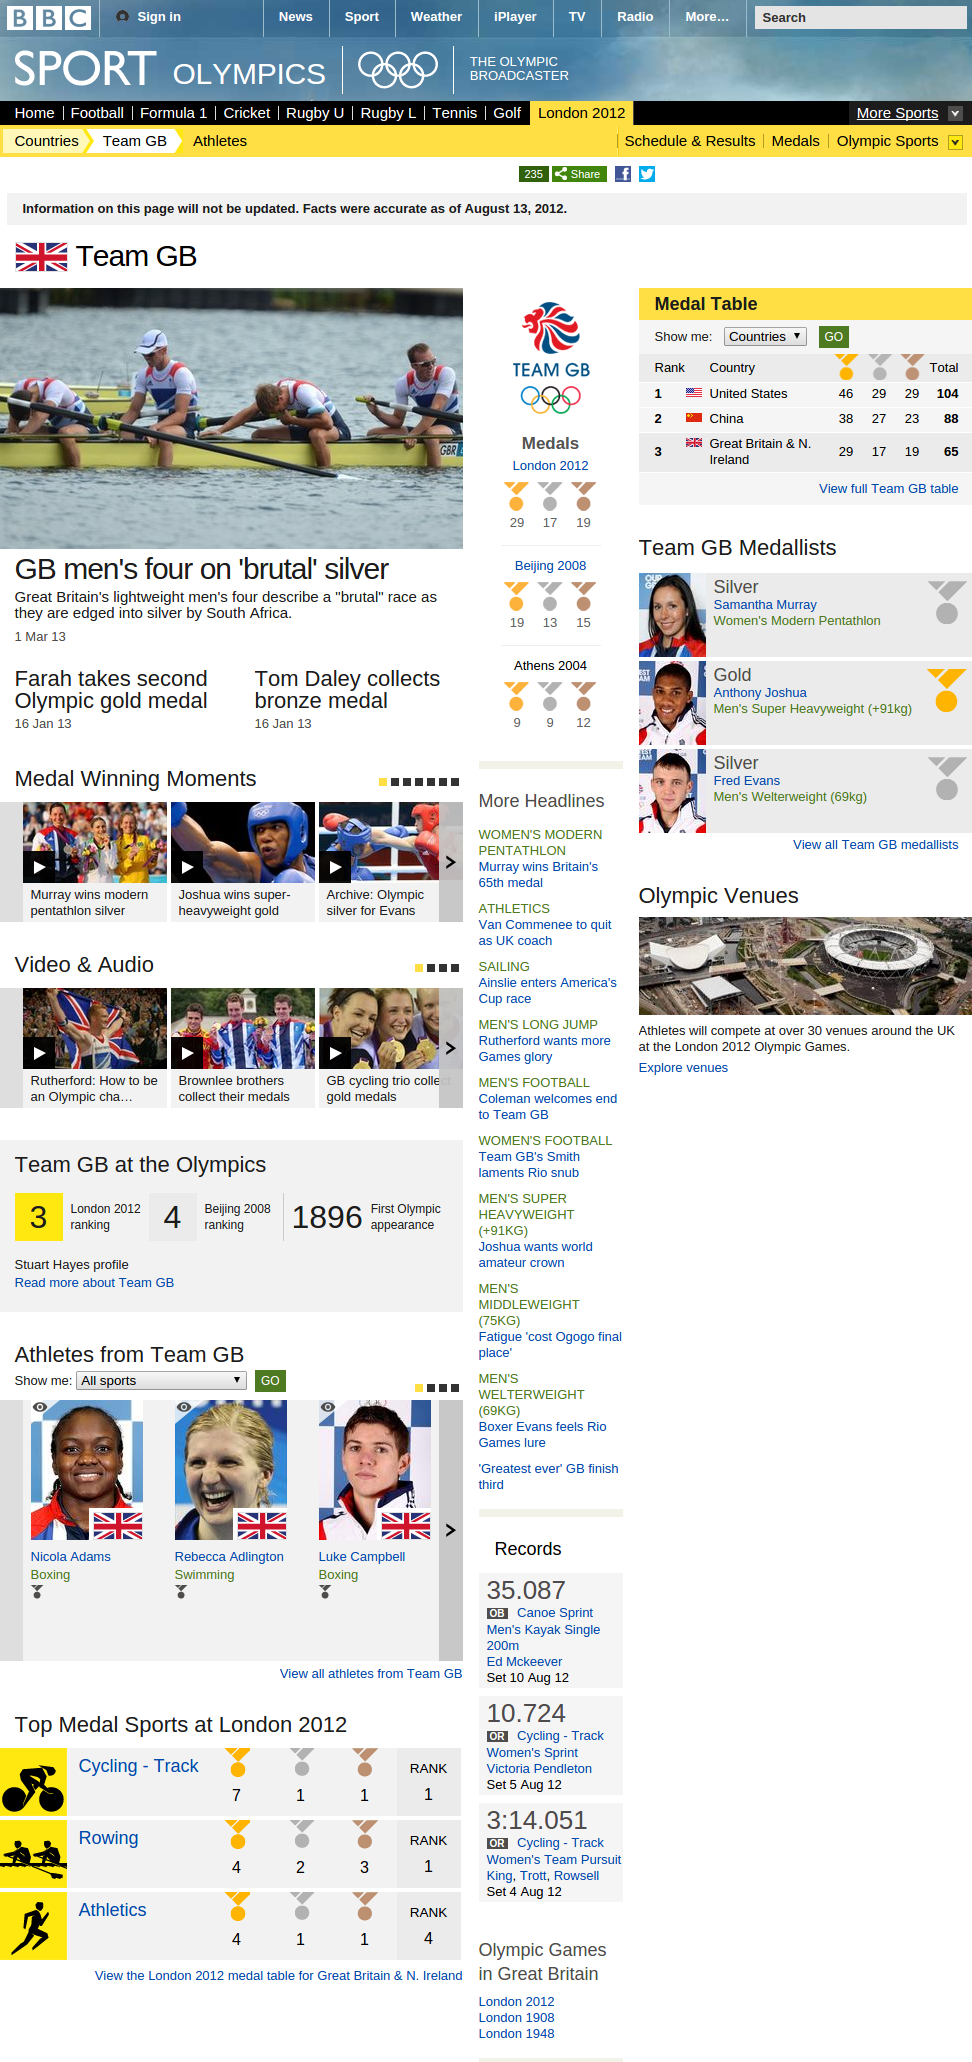 BBC
Sign in
News
Sport
Weather
iPlayer
TV
Radio
More…
Search
SPORT OLYMPICS
THE OLYMPIC
BROADCASTER
Home
Football
Formula 1
Cricket
Rugby U
Rugby L
Tennis
Golf
London 2012
More Sports
Countries
Team GB
Athletes
Schedule & Results
Medals
Olympic Sports
235
Share
Information on this page will not be updated. Facts were accurate as of August 13, 2012.
Team GB
GBR
GB men's four on 'brutal' silver
Great Britain's lightweight men's four describe a "brutal" race as
they are edged into silver by South Africa.
1 Mar 13
Farah takes second
Olympic gold medal
16 Jan 13
Tom Daley collects
bronze medal
16 Jan 13
Medal Winning Moments
Murray wins modern
pentathlon silver
Joshua wins super-
heavyweight gold
Archive: Olympic
silver for Evans
Video & Audio
Rutherford: How to be
an Olympic cha…
Brownlee brothers
collect their medals
GB cycling trio collect
gold medals
Team GB at the Olympics
3
London 2012
ranking
4
Beijing 2008
ranking
1896
First Olympic
appearance
Stuart Hayes profile
Read more about Team GB
Athletes from Team GB
Show me: All sports GO
Nicola Adams
Boxing
Rebecca Adlington
Swimming
Luke Campbell
Boxing
View all athletes from Team GB
Top Medal Sports at London 2012
Cycling - Track
7 1 1
RANK
1
Rowing
4 2 3
RANK
1
Athletics
4 1 1
RANK
4
View the London 2012 medal table for Great Britain & N. Ireland
TEAM GB
Medals
London 2012
29 17 19
Beijing 2008
19 13 15
Athens 2004
9 9 12
More Headlines
WOMEN'S MODERN
PENTATHLON
Murray wins Britain's
65th medal
ATHLETICS
Van Commenee to quit
as UK coach
SAILING
Ainslie enters America's
Cup race
MEN'S LONG JUMP
Rutherford wants more
Games glory
MEN'S FOOTBALL
Coleman welcomes end
to Team GB
WOMEN'S FOOTBALL
Team GB's Smith
laments Rio snub
MEN'S SUPER
HEAVYWEIGHT
(+91KG)
Joshua wants world
amateur crown
MEN'S
MIDDLEWEIGHT
(75KG)
Fatigue 'cost Ogogo final
place'
MEN'S
WELTERWEIGHT
(69KG)
Boxer Evans feels Rio
Games lure
'Greatest ever' GB finish
third
Records
35.087
OB Canoe Sprint
Men's Kayak Single
200m
Ed Mckeever
Set 10 Aug 12
10.724
OR Cycling - Track
Women's Sprint
Victoria Pendleton
Set 5 Aug 12
3:14.051
OR Cycling - Track
Women's Team Pursuit
King, Trott, Rowsell
Set 4 Aug 12
Olympic Games
in Great Britain
London 2012
London 1908
London 1948
Medal Table
Show me: Countries GO
Rank Country Total
1 United States 46 29 29 104
2 China 38 27 23 88
3 Great Britain & N.
Ireland 29 17 19 65
View full Team GB table
Team GB Medallists
Silver
Samantha Murray
Women's Modern Pentathlon
Gold
Anthony Joshua
Men's Super Heavyweight (+91kg)
Silver
Fred Evans
Men's Welterweight (69kg)
View all Team GB medallists
Olympic Venues
Athletes will compete at over 30 venues around the UK
at the London 2012 Olympic Games.
Explore venues